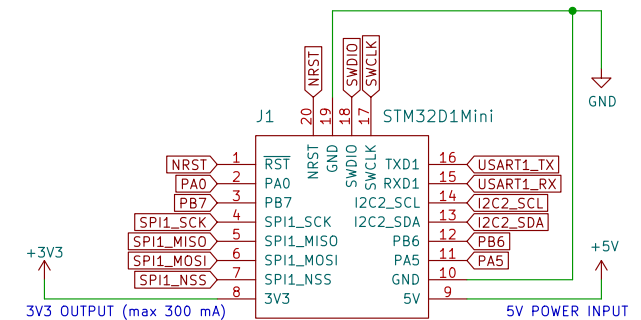 GND
NRST
SWDIO
SWCLK
J1
STM32D1Mini
20
19
18
17
NRST
GND
SWDIO
SWCLK
NRST 1 RST TXD1 16 USART1_TX
PA0 2 PA0 RXD1 15 USART1_RX
PB7 3 PB7 I2C2_SCL 14 I2C2_SCL
SPI1_SCK 4 SPI1_SCK I2C2_SDA 13 I2C2_SDA
SPI1_MISO 5 SPI1_MISO PB6 12 PB6
SPI1_MOSI 6 SPI1_MOSI PA5 11 PA5
SPI1_NSS 7 SPI1_NSS GND 10
8 3V3 5V 9
+3V3
+5V
3V3 OUTPUT (max 300 mA)
5V POWER INPUT